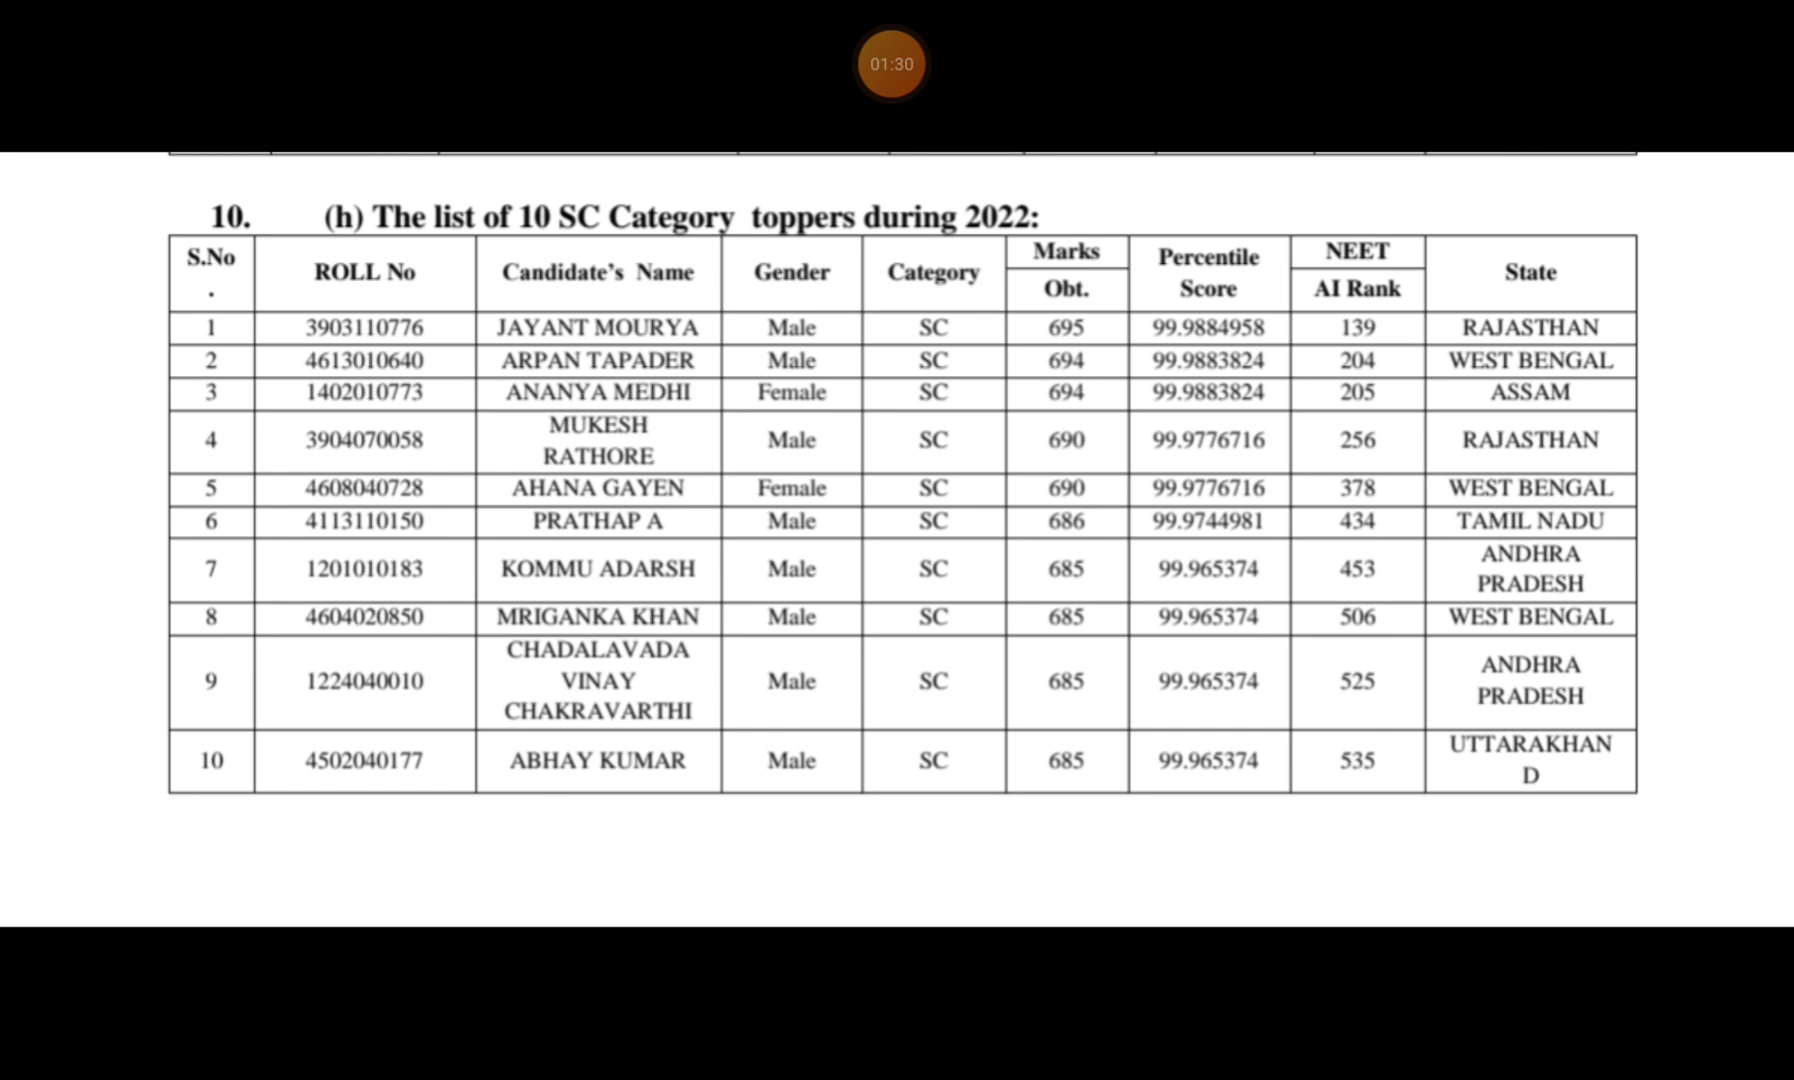 01:30
10. (h) The list of 10 SC Category toppers during 2022:
S.No. ROLL No Candidate's Name Gender Category Marks Obt. Percentile Score NEET AI Rank State
1 3903110776 JAYANT MOURYA Male SC 695 99.9884958 139 RAJASTHAN
2 4613010640 ARPAN TAPADER Male SC 694 99.9883824 204 WEST BENGAL
3 1402010773 ANANYA MEDHI Female SC 694 99.9883824 205 ASSAM
4 3904070058 MUKESH RATHORE Male SC 690 99.9776716 256 RAJASTHAN
5 4608040728 AHANA GAYEN Female SC 690 99.9776716 378 WEST BENGAL
6 4113110150 PRATHAP A Male SC 686 99.9744981 434 TAMIL NADU
7 1201010183 KOMMU ADARSH Male SC 685 99.965374 453 ANDHRA PRADESH
8 4604020850 MRIGANKA KHAN Male SC 685 99.965374 506 WEST BENGAL
9 1224040010 CHADALAVADA VINAY CHAKRAVARTHI Male SC 685 99.965374 525 ANDHRA PRADESH
10 4502040177 ABHAY KUMAR Male SC 685 99.965374 535 UTTARAKHAND